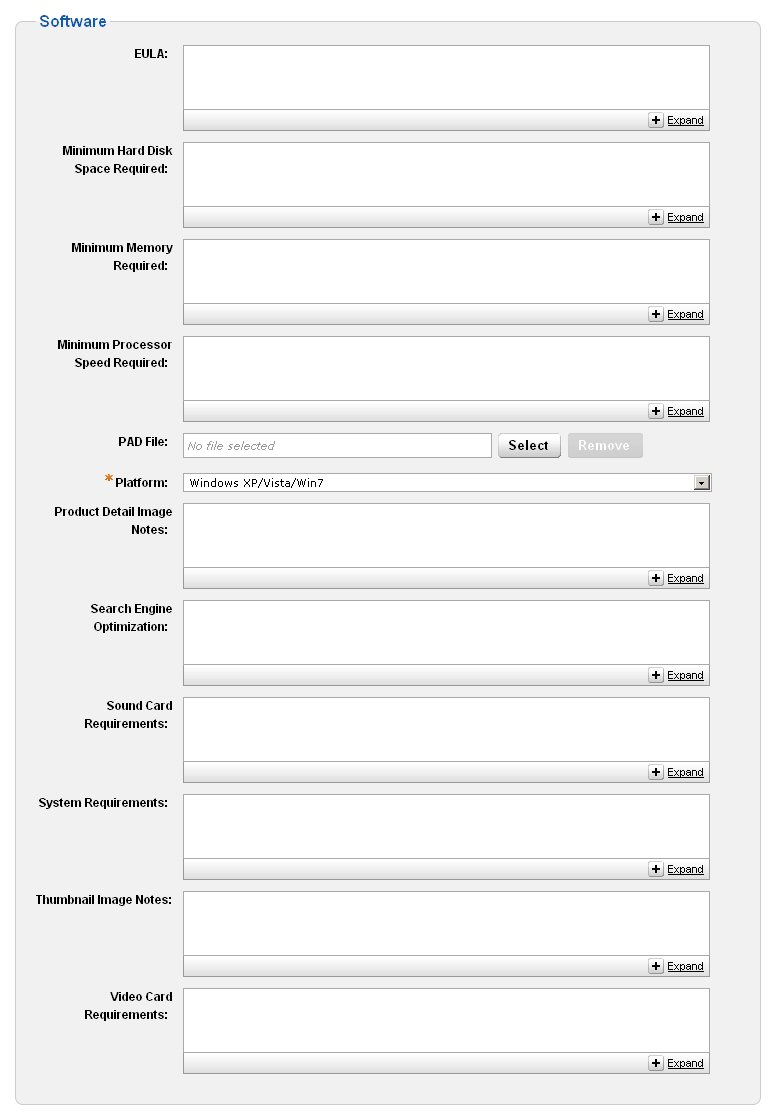 Software
EULA:
Expand
Minimum Hard Disk
Space Required:
Expand
Minimum Memory
Required:
Expand
Minimum Processor
Speed Required:
Expand
PAD File: No file selected Select Remove
*Platform: Windows XP/Vista/Win7
Product Detail Image
Notes:
Expand
Search Engine
Optimization:
Expand
Sound Card
Requirements:
Expand
System Requirements:
Expand
Thumbnail Image Notes:
Expand
Video Card
Requirements:
Expand